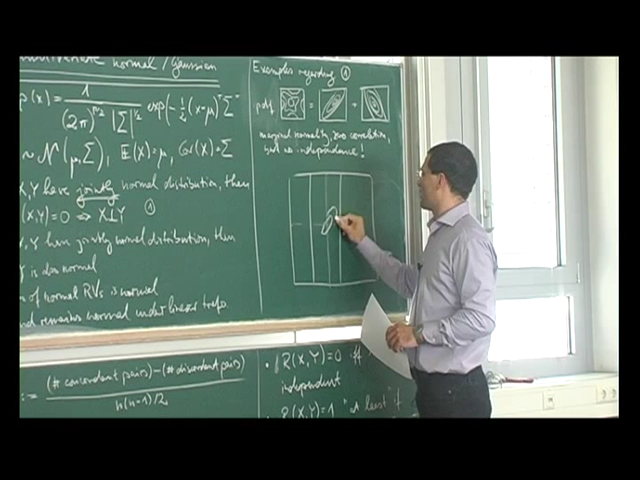 normal / Gaussian
p(x) = 1 / (2π)^{n/2} |Σ|^{1/2} exp(-½(x-μ)ᵀΣ
~ N(μ,Σ), E(X)=μ, Cov(X)=Σ
X,Y have jointly normal distribution, then
(X,Y)=0 ⇒ X⊥Y ①
X,Y have jointly normal distribution, then
Y is also normal
of normal RVs is normal
and remains normal under linear trafo.
Examples regarding ①
pdf = +
marginal normality, zero correlation,
but no independence!
:= (# concordant pairs) - (# discordant pairs) / n(n-1)/2
• R(X,Y)=0 if
independent
R(X,Y)=1 "at least" if